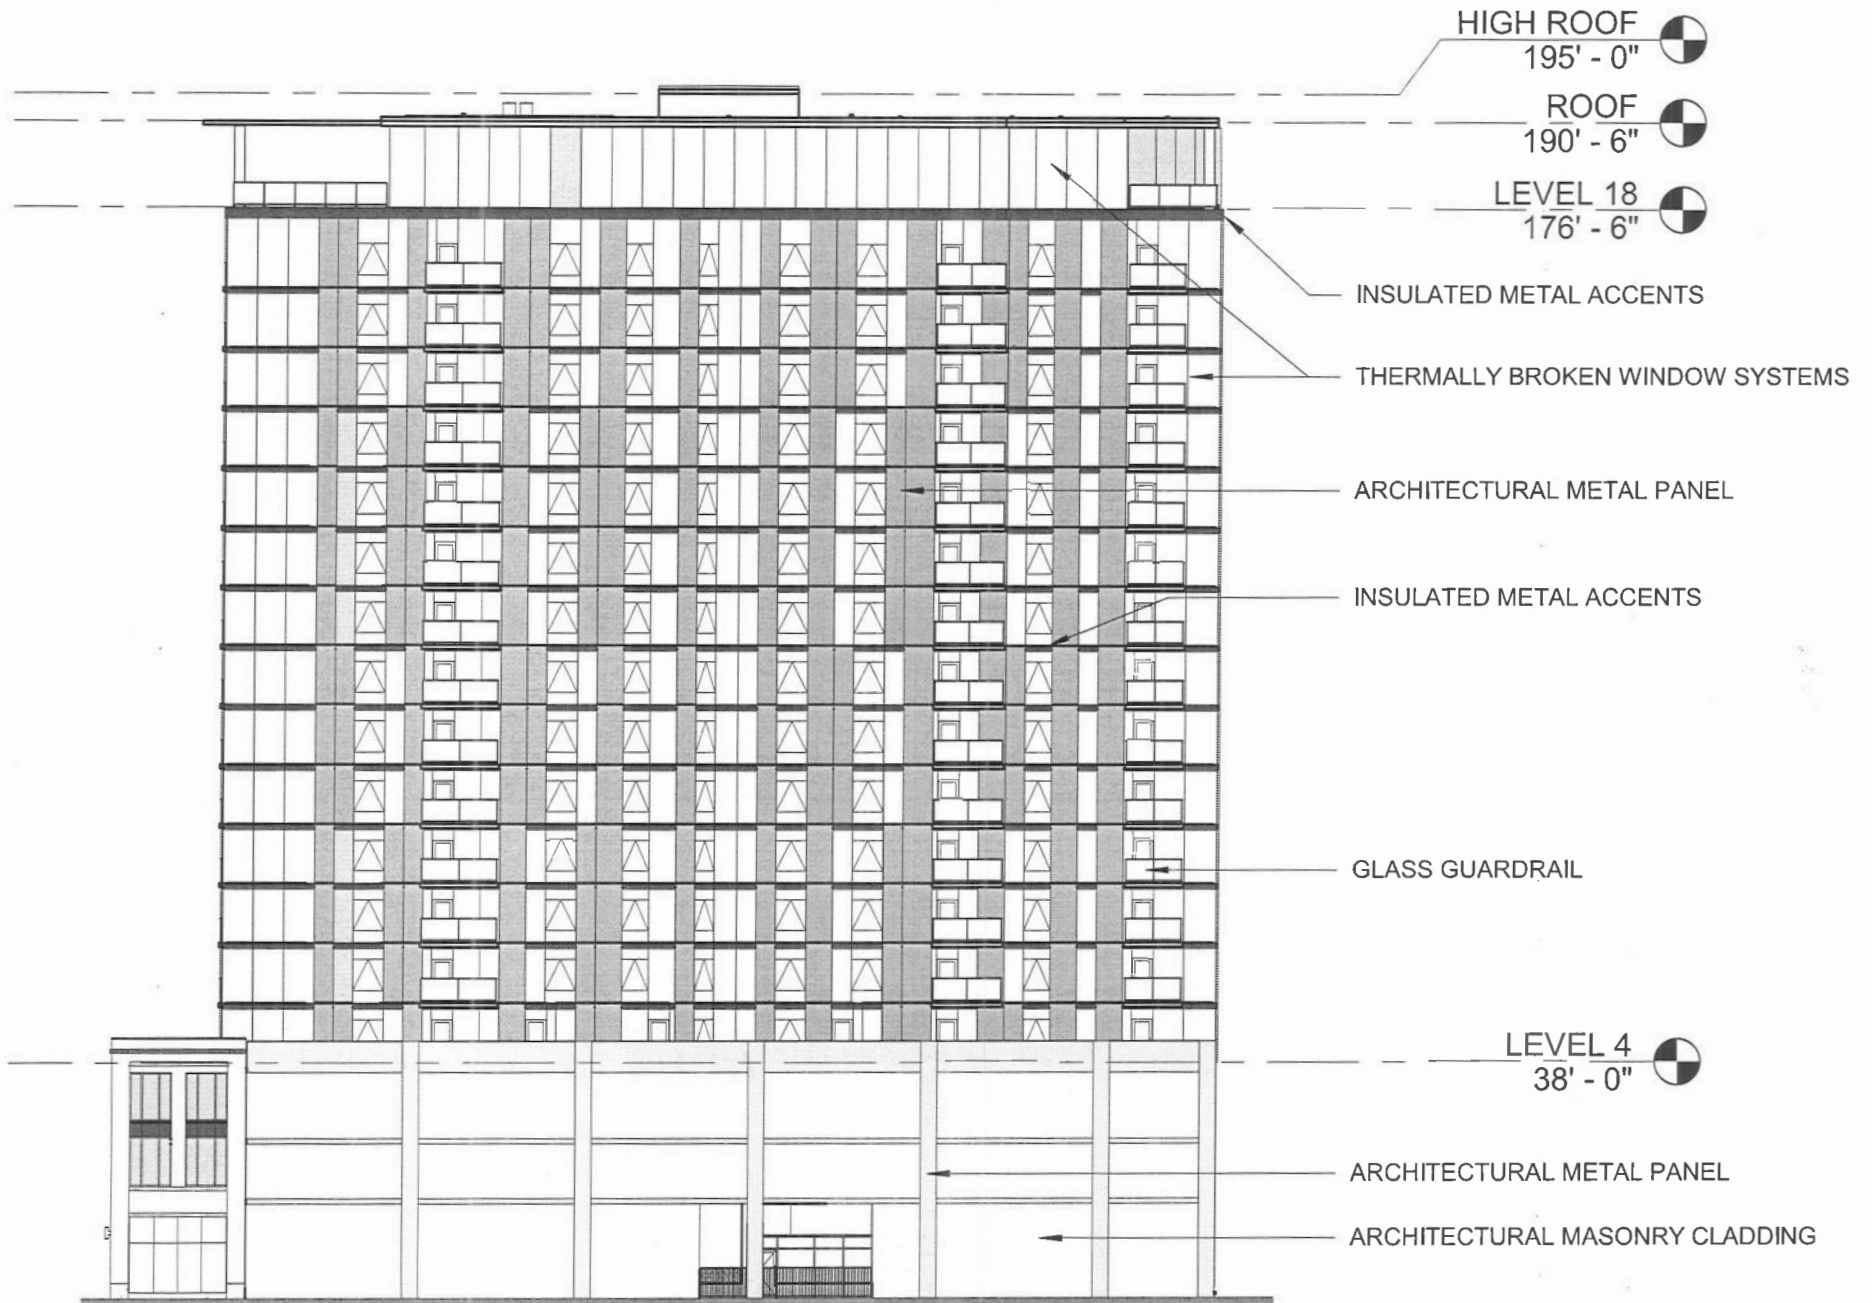 HIGH ROOF
195' - 0"
ROOF
190' - 6"
LEVEL 18
176' - 6"
INSULATED METAL ACCENTS
THERMALLY BROKEN WINDOW SYSTEMS
ARCHITECTURAL METAL PANEL
INSULATED METAL ACCENTS
GLASS GUARDRAIL
LEVEL 4
38' - 0"
ARCHITECTURAL METAL PANEL
ARCHITECTURAL MASONRY CLADDING